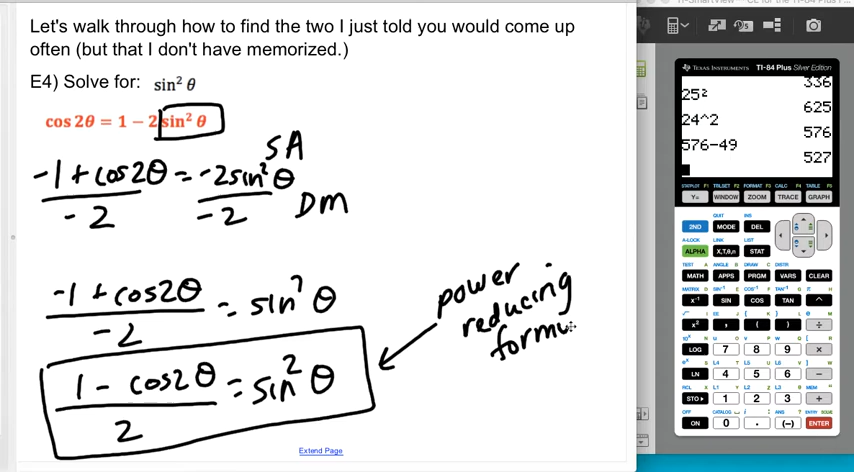 Let's walk through how to find the two I just told you would come up
often (but that I don't have memorized.)
E4) Solve for: sin² θ
cos 2θ = 1 − 2 sin² θ
SA
-1 + cos2θ = -2sin²θ
-2 -2 DM
-1 + cos2θ = sin²θ
-2
1 - cos2θ = sin²θ
2
power
reducing
formu
Extend Page
TEXAS INSTRUMENTS TI-84 Plus Silver Edition
336
25²
625
24^2
576
576-49
527
STATPLOT F1 TBLSET F2 FORMAT F3 CALC F4 TABLE F5
Y= WINDOW ZOOM TRACE GRAPH
QUIT INS
2ND MODE DEL
A-LOCK LINK LIST
ALPHA X,T,θ,n STAT
TEST A ANGLE B DRAW C DISTR
MATH APPS PRGM VARS CLEAR
MATRIX D SIN⁻¹ E COS⁻¹ F TAN⁻¹ G π H
x⁻¹ SIN COS TAN ^
x² , ( ) ÷
LOG 7 8 9 ×
LN 4 5 6 −
RCL X L1 Y L2 Z L3 θ MEM "
STO▸ 1 2 3 +
OFF CATALOG i ANS ? ENTRY SOLVE
ON 0 . (−) ENTER